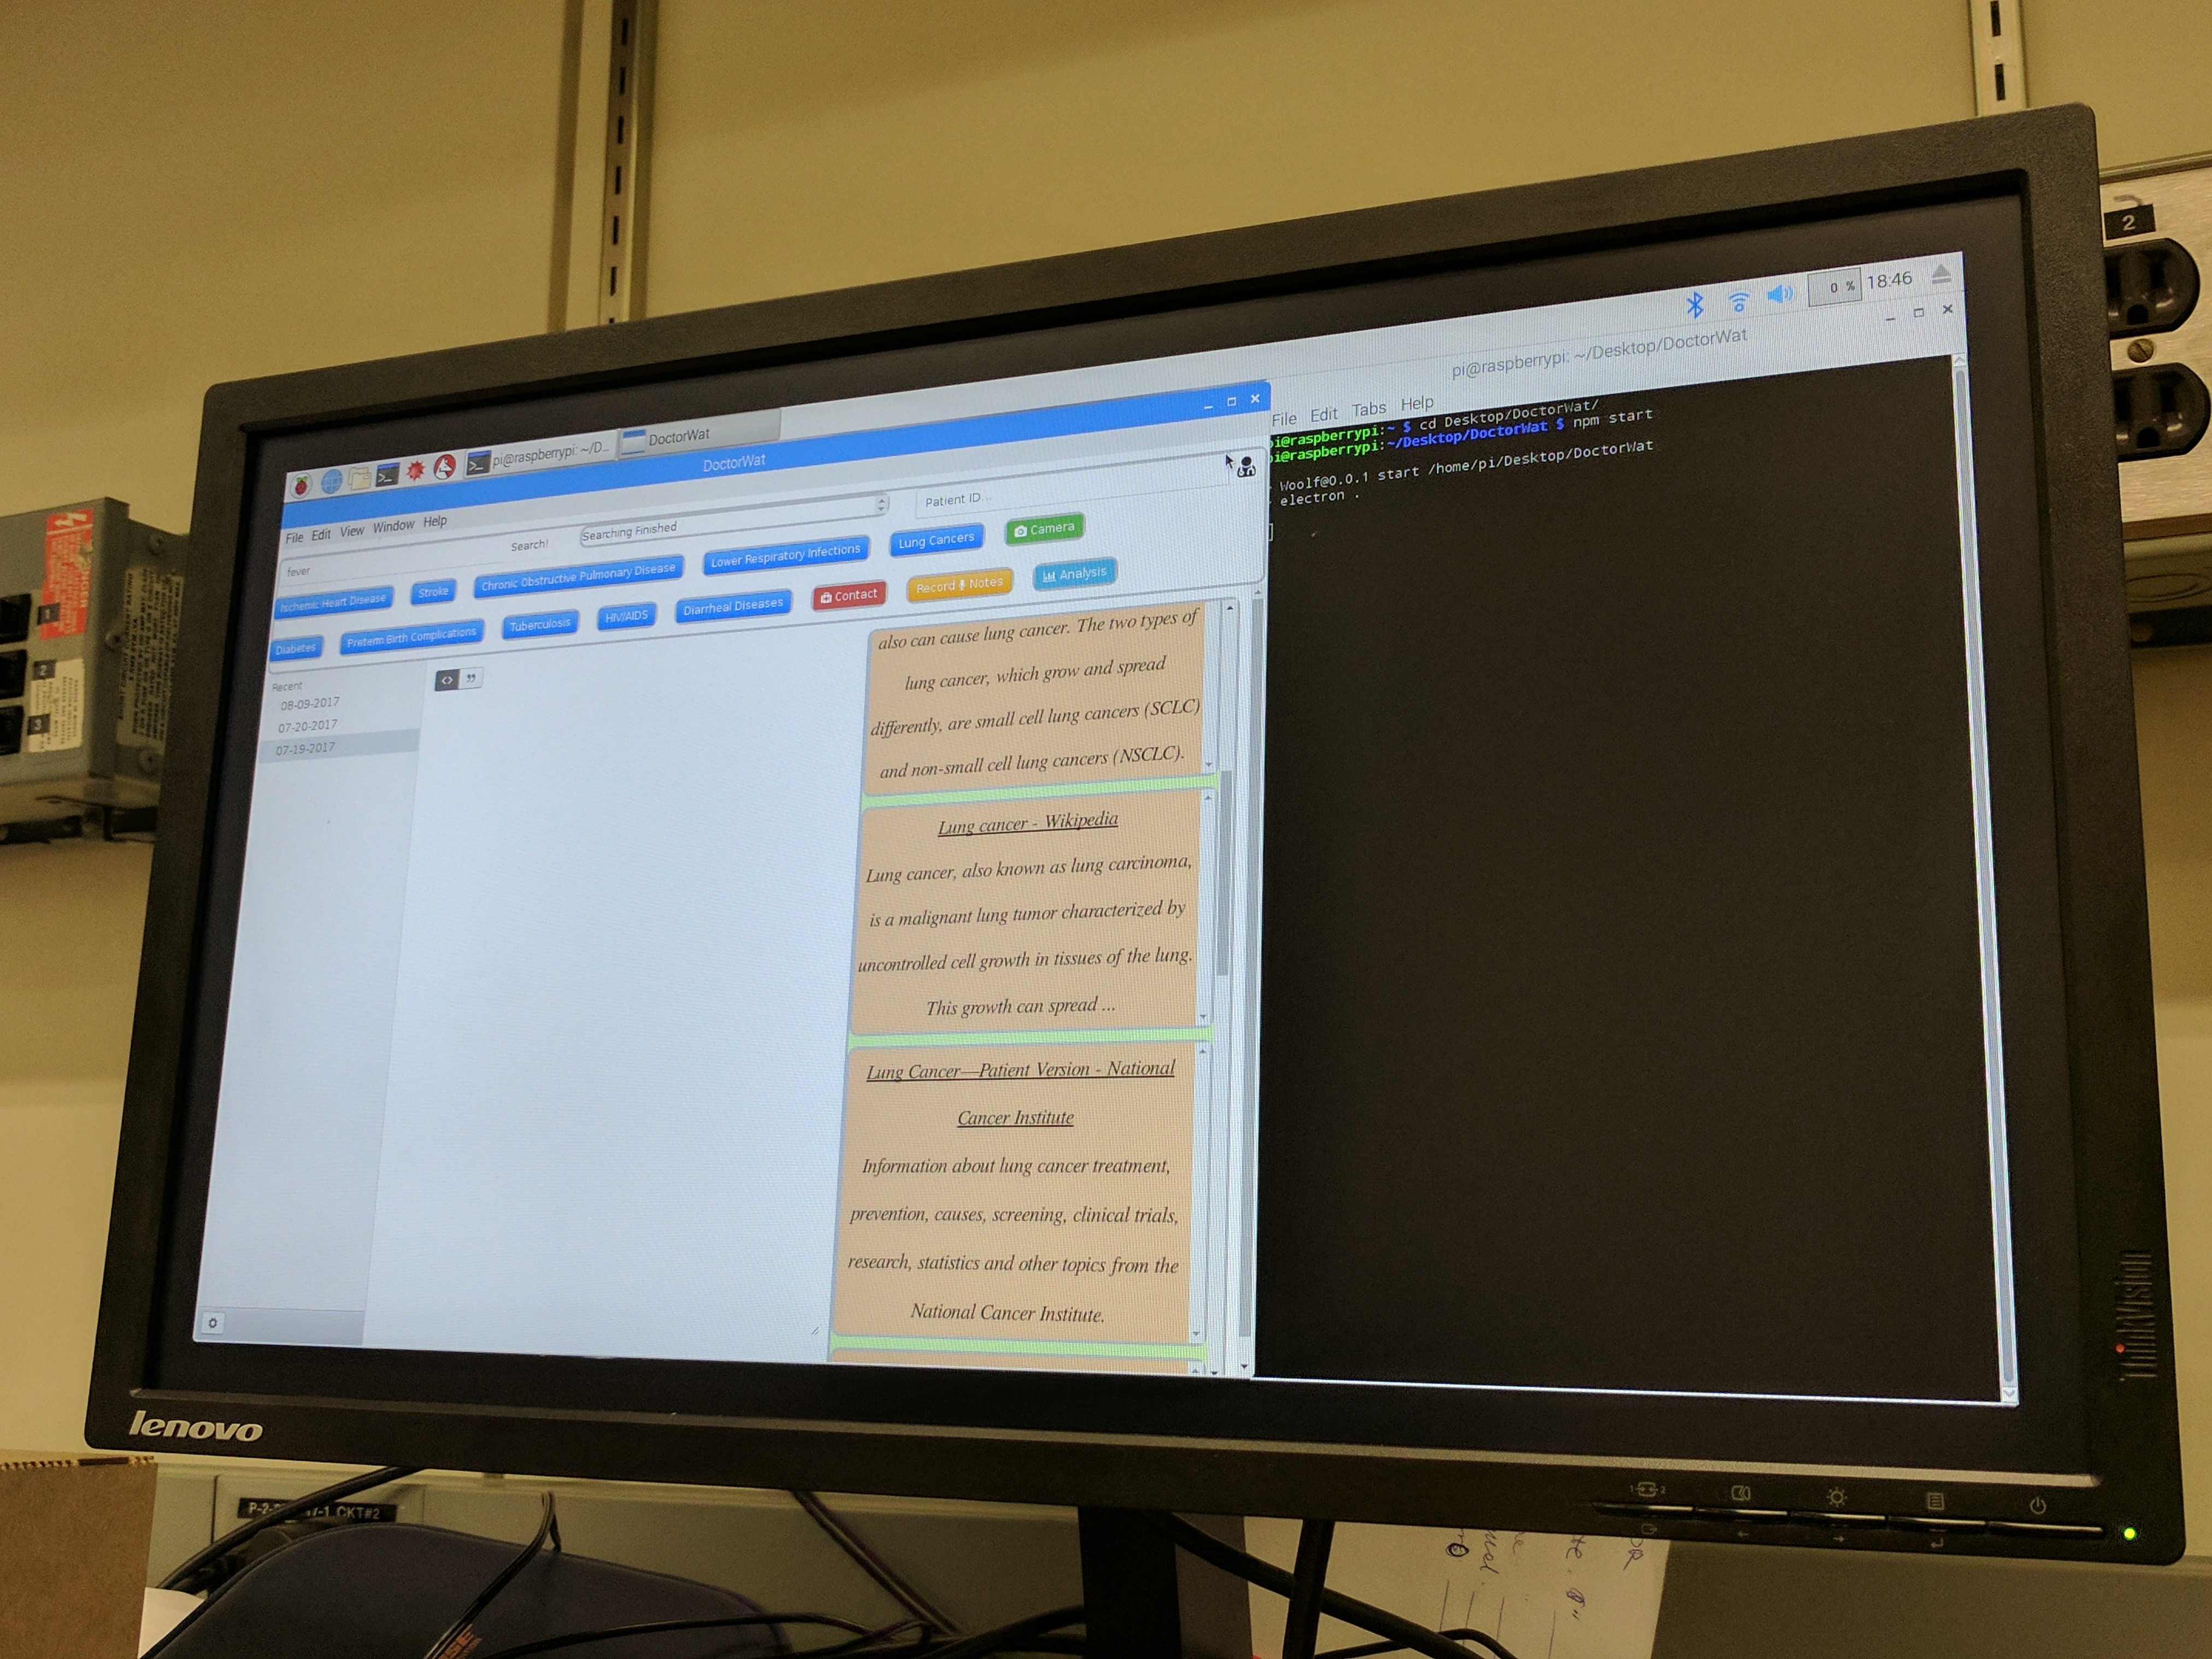 2
0 %
18:46
pi@raspberrypi: ~/D...
DoctorWat
pi@raspberrypi: ~/Desktop/DoctorWat
DoctorWat
File Edit View Window Help
File Edit Tabs Help
pi@raspberrypi:~ $ cd Desktop/DoctorWat/
pi@raspberrypi:~/Desktop/DoctorWat $ npm start
Woolf@0.0.1 start /home/pi/Desktop/DoctorWat
electron .
fever
Search!
Searching Finished
Patient ID...
Ischemic Heart Disease
Stroke
Chronic Obstructive Pulmonary Disease
Lower Respiratory Infections
Lung Cancers
Camera
Diabetes
Preterm Birth Complications
Tuberculosis
HIV/AIDS
Diarrheal Diseases
Contact
Record Notes
Analysis
Recent
08-09-2017
07-20-2017
07-19-2017
also can cause lung cancer. The two types of
lung cancer, which grow and spread
differently, are small cell lung cancers (SCLC)
and non-small cell lung cancers (NSCLC).
Lung cancer - Wikipedia
Lung cancer, also known as lung carcinoma,
is a malignant lung tumor characterized by
uncontrolled cell growth in tissues of the lung.
This growth can spread ...
Lung Cancer—Patient Version - National
Cancer Institute
Information about lung cancer treatment,
prevention, causes, screening, clinical trials,
research, statistics and other topics from the
National Cancer Institute.
1
2
3
ThinkVision
lenovo
CKT#2